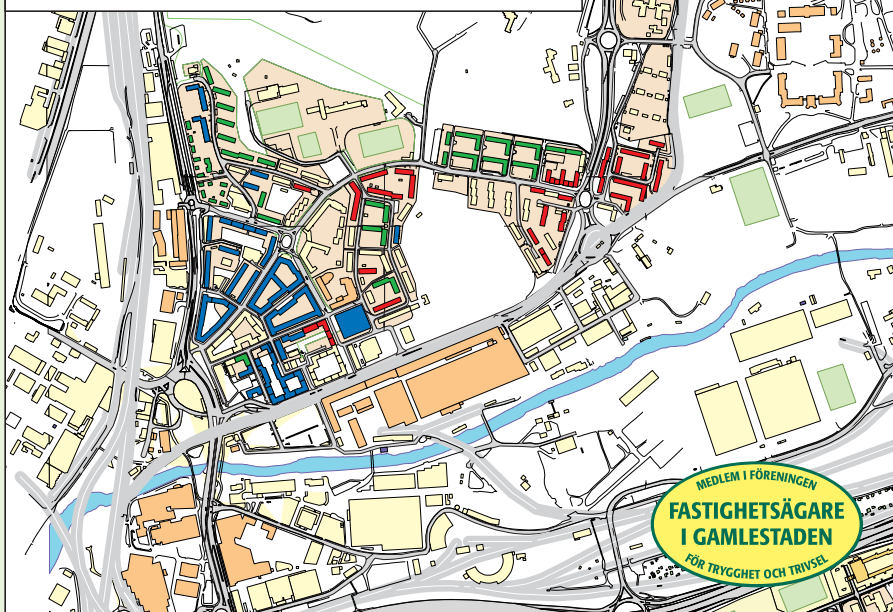 MEDLEM I FÖRENINGEN
FASTIGHETSÄGARE
I GAMLESTADEN
FÖR TRYGGHET OCH TRIVSEL